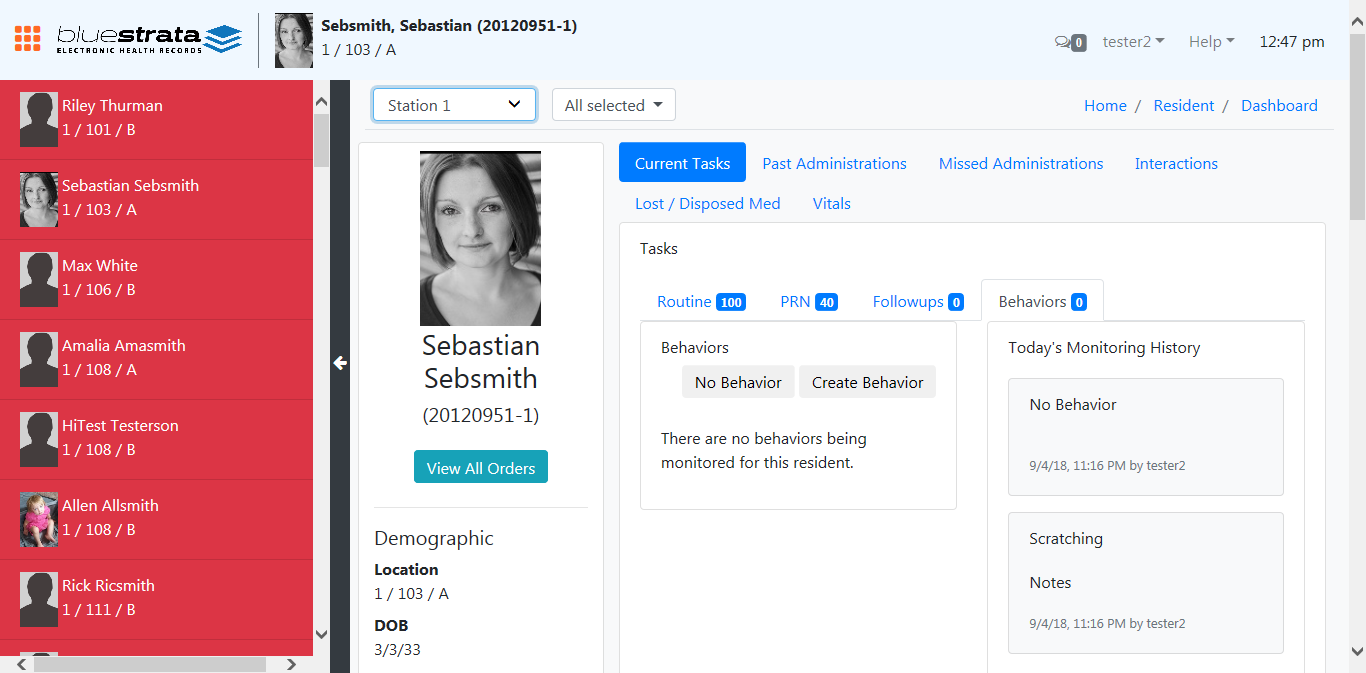 bluestrata
ELECTRONIC HEALTH RECORDS
Sebsmith, Sebastian (20120951-1)
1 / 103 / A
0
tester2
Help
12:47 pm
Riley Thurman
1 / 101 / B
Sebastian Sebsmith
1 / 103 / A
Max White
1 / 106 / B
Amalia Amasmith
1 / 108 / A
HiTest Testerson
1 / 108 / B
Allen Allsmith
1 / 108 / B
Rick Ricsmith
1 / 111 / B
Station 1
All selected
Home / Resident / Dashboard
Sebastian
Sebsmith
(20120951-1)
View All Orders
Demographic
Location
1 / 103 / A
DOB
3/3/33
Current Tasks
Past Administrations
Missed Administrations
Interactions
Lost / Disposed Med
Vitals
Tasks
Routine 100
PRN 40
Followups 0
Behaviors 0
Behaviors
No Behavior
Create Behavior
There are no behaviors being
monitored for this resident.
Today's Monitoring History
No Behavior
9/4/18, 11:16 PM by tester2
Scratching
Notes
9/4/18, 11:16 PM by tester2